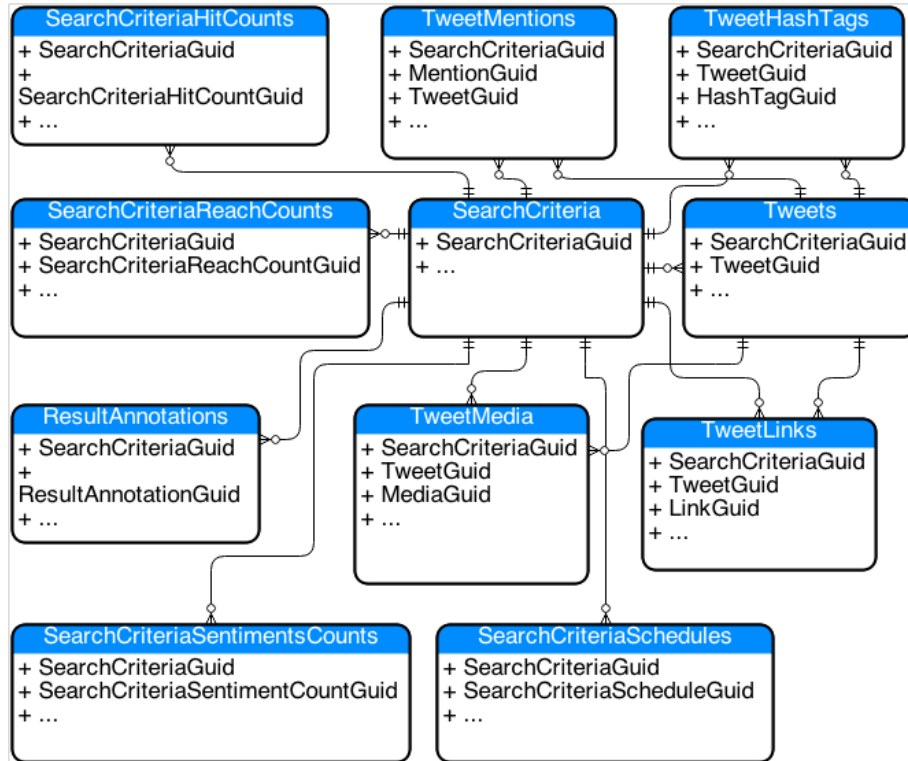 SearchCriteriaHitCounts
+ SearchCriteriaGuid
+
SearchCriteriaHitCountGuid
+ ...
TweetMentions
+ SearchCriteriaGuid
+ MentionGuid
+ TweetGuid
+ ...
TweetHashTags
+ SearchCriteriaGuid
+ TweetGuid
+ HashTagGuid
+ ...
SearchCriteriaReachCounts
+ SearchCriteriaGuid
+ SearchCriteriaReachCountGuid
+ ...
SearchCriteria
+ SearchCriteriaGuid
+ ...
Tweets
+ SearchCriteriaGuid
+ TweetGuid
+ ...
ResultAnnotations
+ SearchCriteriaGuid
+
ResultAnnotationGuid
+ ...
TweetMedia
+ SearchCriteriaGuid
+ TweetGuid
+ MediaGuid
+ ...
TweetLinks
+ SearchCriteriaGuid
+ TweetGuid
+ LinkGuid
+ ...
SearchCriteriaSentimentsCounts
+ SearchCriteriaGuid
+ SearchCriteriaSentimentCountGuid
+ ...
SearchCriteriaSchedules
+ SearchCriteriaGuid
+ SearchCriteriaScheduleGuid
+ ...